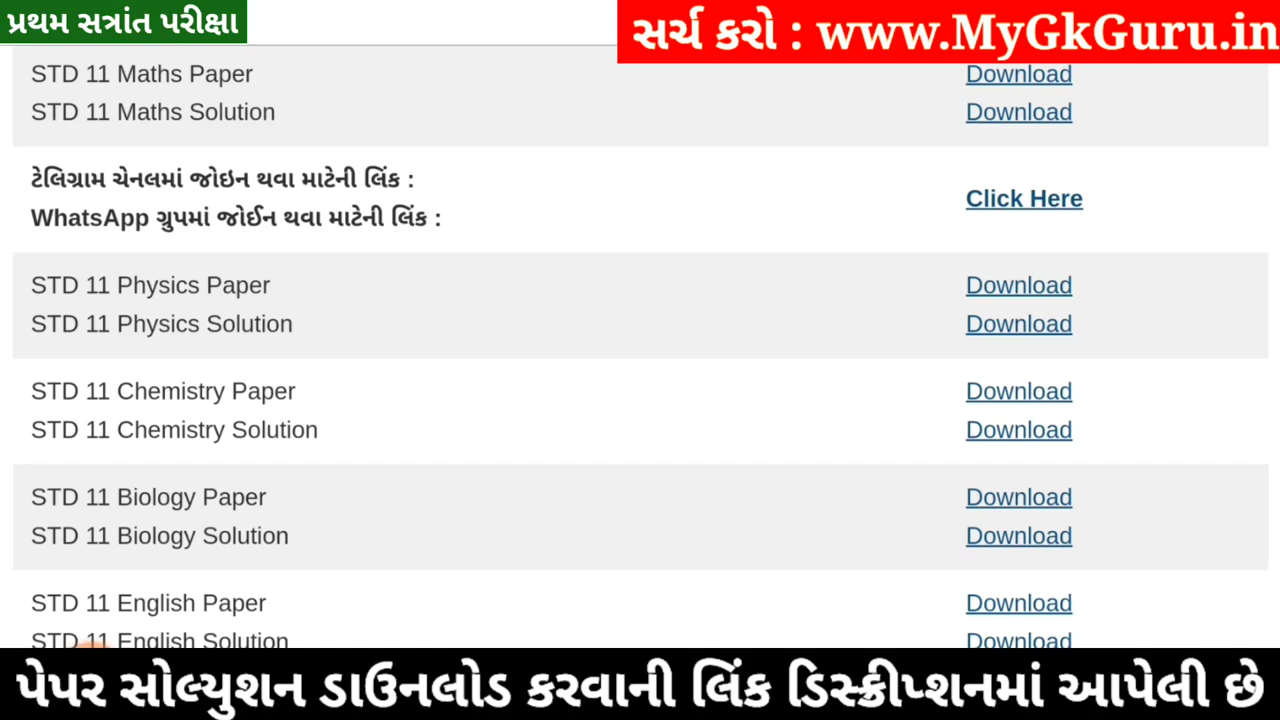 પ્રથમ સત્રાંત પરીક્ષા
સર્ચ કરો : www.MyGkGuru.in
STD 11 Maths Paper Download
STD 11 Maths Solution Download
ટેલિગ્રામ ચેનલમાં જોઇન થવા માટેની લિંક :
Click Here
WhatsApp ગ્રુપમાં જોઈન થવા માટેની લિંક :
STD 11 Physics Paper Download
STD 11 Physics Solution Download
STD 11 Chemistry Paper Download
STD 11 Chemistry Solution Download
STD 11 Biology Paper Download
STD 11 Biology Solution Download
STD 11 English Paper Download
STD 11 English Solution Download
પેપર સોલ્યુશન ડાઉનલોડ કરવાની લિંક ડિસ્ક્રીપ્શનમાં આપેલી છે